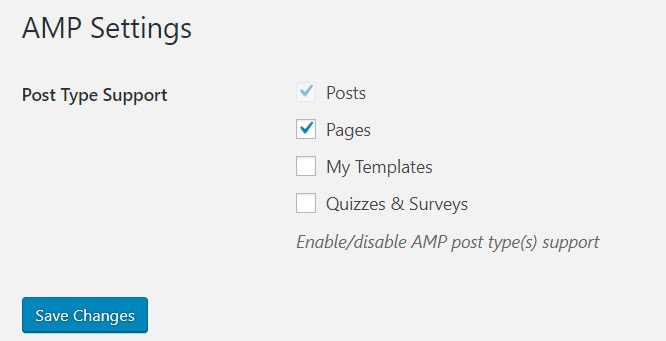 AMP Settings
Post Type Support
Posts
Pages
My Templates
Quizzes & Surveys
Enable/disable AMP post type(s) support
Save Changes